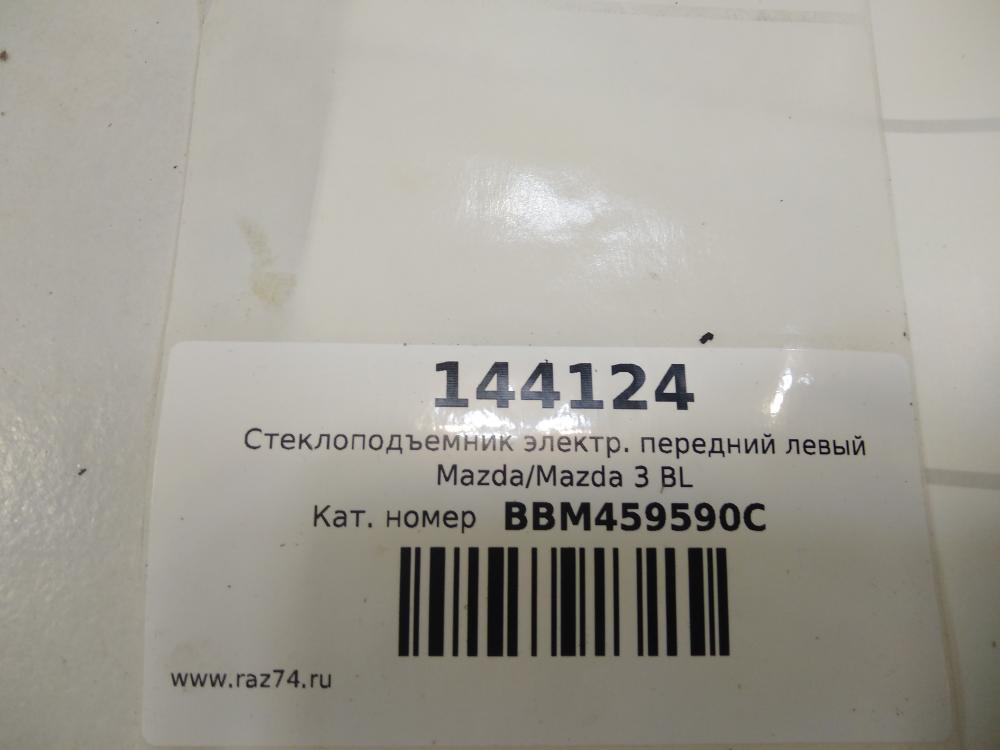 144124
Стеклоподъемник электр. передний левый
Mazda/Mazda 3 BL
Кат. номер BBM459590C
www.raz74.ru